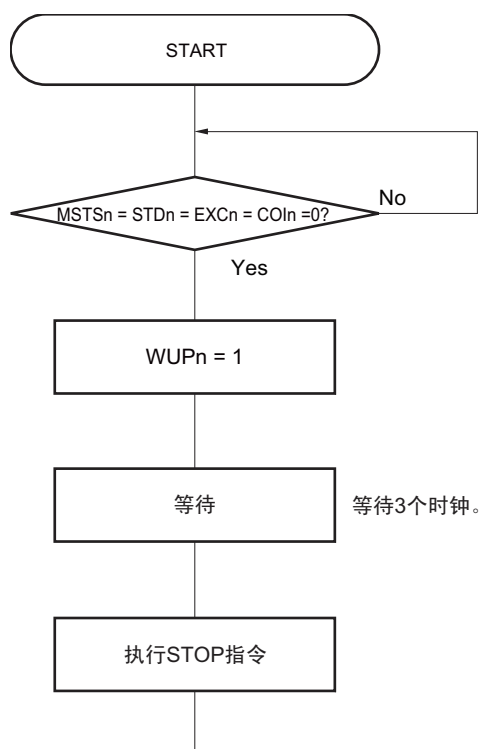 START
MSTSn = STDn = EXCn = COIn =0?
No
Yes
WUPn = 1
等待
等待3个时钟。
执行STOP指令